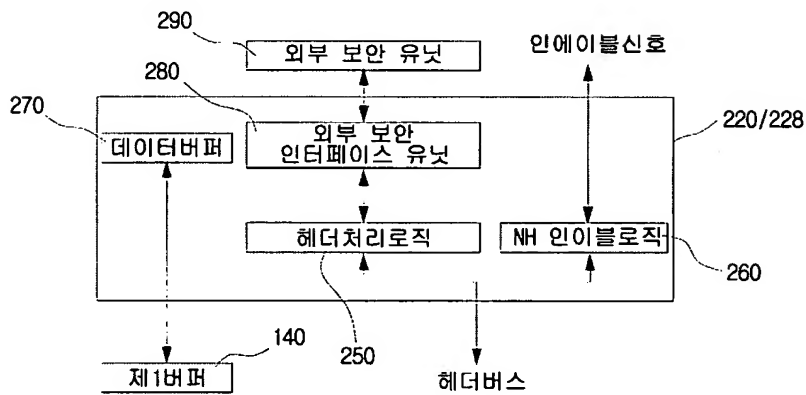 290
외부 보안 유닛
인에이블신호
280
270
220/228
데이터버퍼
외부 보안
인터페이스 유닛
헤더처리로직
NH 인이블로직
260
140
250
제1버퍼
헤더버스